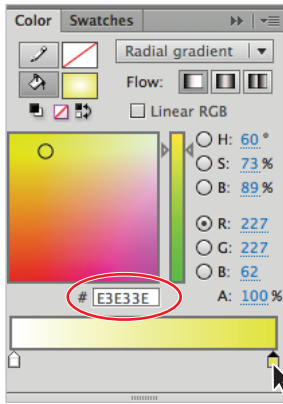 Color Swatches
Radial gradient
Flow:
Linear RGB
H: 60 °
S: 73 %
B: 89 %
R: 227
G: 227
B: 62
# E3E33E
A: 100 %